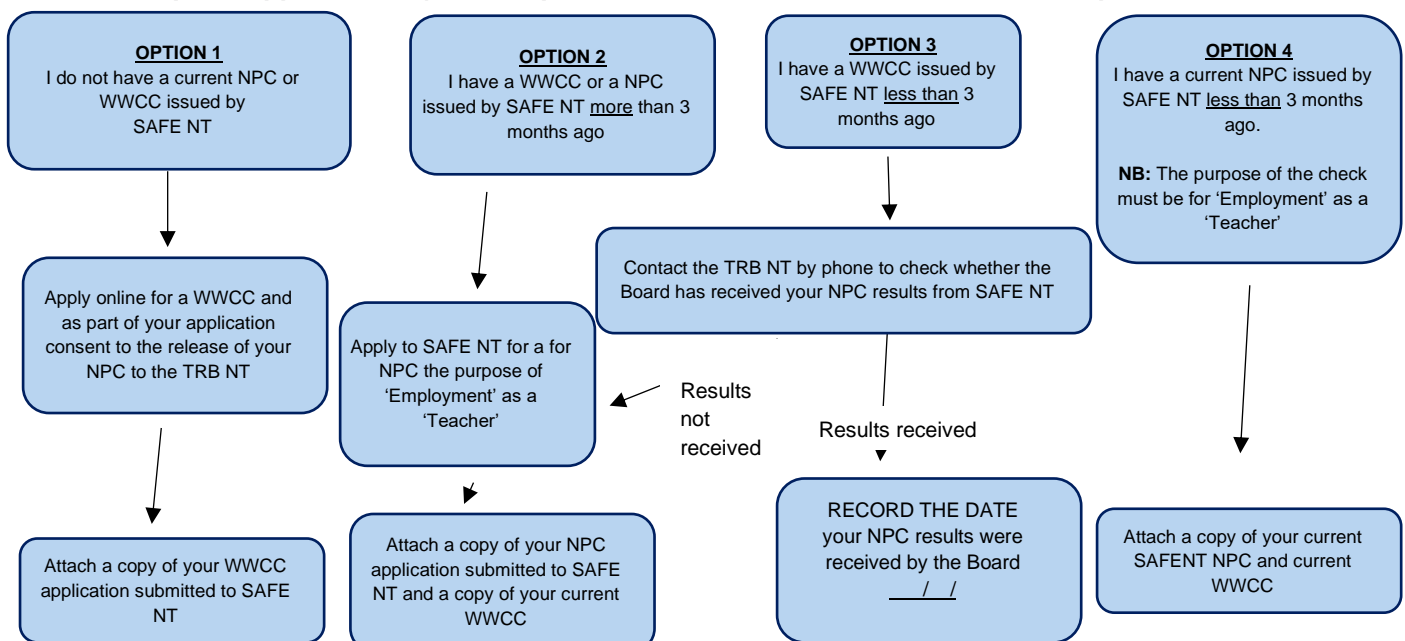 OPTION 1
I do not have a current NPC or
WWCC issued by
SAFE NT
OPTION 2
I have a WWCC or a NPC
issued by SAFE NT more than 3
months ago
OPTION 3
I have a WWCC issued by
SAFE NT less than 3
months ago
OPTION 4
I have a current NPC issued by
SAFE NT less than 3 months
ago.
NB: The purpose of the check
must be for ‘Employment’ as a
‘Teacher’
Apply online for a WWCC and
as part of your application
consent to the release of your
NPC to the TRB NT
Apply to SAFE NT for a for
NPC the purpose of
‘Employment’ as a
‘Teacher’
Contact the TRB NT by phone to check whether the
Board has received your NPC results from SAFE NT
Results
not
received
Results received
Attach a copy of your WWCC
application submitted to SAFE
NT
Attach a copy of your NPC
application submitted to SAFE
NT and a copy of your current
WWCC
RECORD THE DATE
your NPC results were
received by the Board
/ /
Attach a copy of your current
SAFENT NPC and current
WWCC